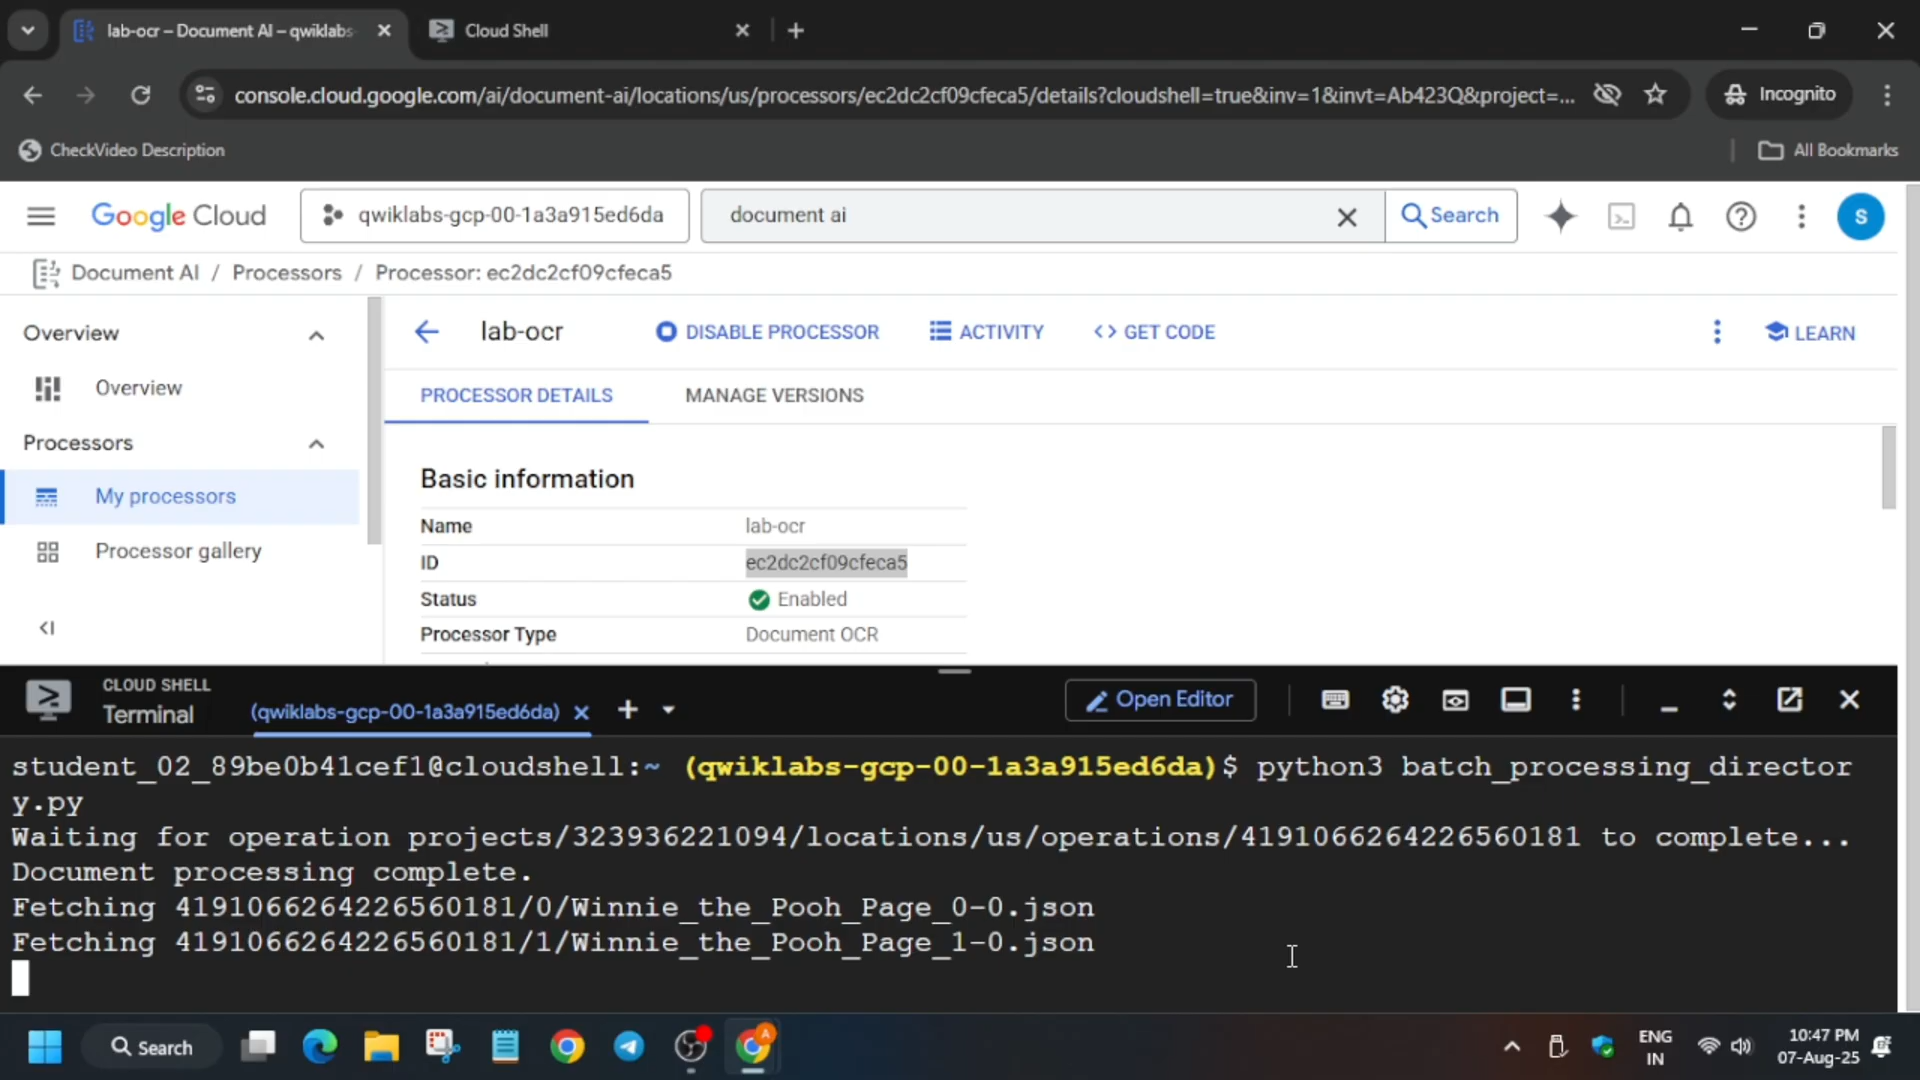 lab-ocr – Document AI – qwiklabs-
Cloud Shell
console.cloud.google.com/ai/document-ai/locations/us/processors/ec2dc2cf09cfeca5/details?cloudshell=true&inv=1&invt=Ab423Q&project=...
Incognito
CheckVideo Description
All Bookmarks
Google Cloud
qwiklabs-gcp-00-1a3a915ed6da
document ai
Search
S
Document AI / Processors / Processor: ec2dc2cf09cfeca5
Overview
lab-ocr
DISABLE PROCESSOR
ACTIVITY
GET CODE
LEARN
Overview
PROCESSOR DETAILS
MANAGE VERSIONS
Processors
Basic information
My processors
Name lab-ocr
Processor gallery
ID ec2dc2cf09cfeca5
Status Enabled
Processor Type Document OCR
CLOUD SHELL
Terminal
(qwiklabs-gcp-00-1a3a915ed6da)
Open Editor
student_02_89be0b41cef1@cloudshell:~ (qwiklabs-gcp-00-1a3a915ed6da)$ python3 batch_processing_director
y.py
Waiting for operation projects/323936221094/locations/us/operations/4191066264226560181 to complete...
Document processing complete.
Fetching 4191066264226560181/0/Winnie_the_Pooh_Page_0-0.json
Fetching 4191066264226560181/1/Winnie_the_Pooh_Page_1-0.json
Search
ENG
IN
10:47 PM
07-Aug-25